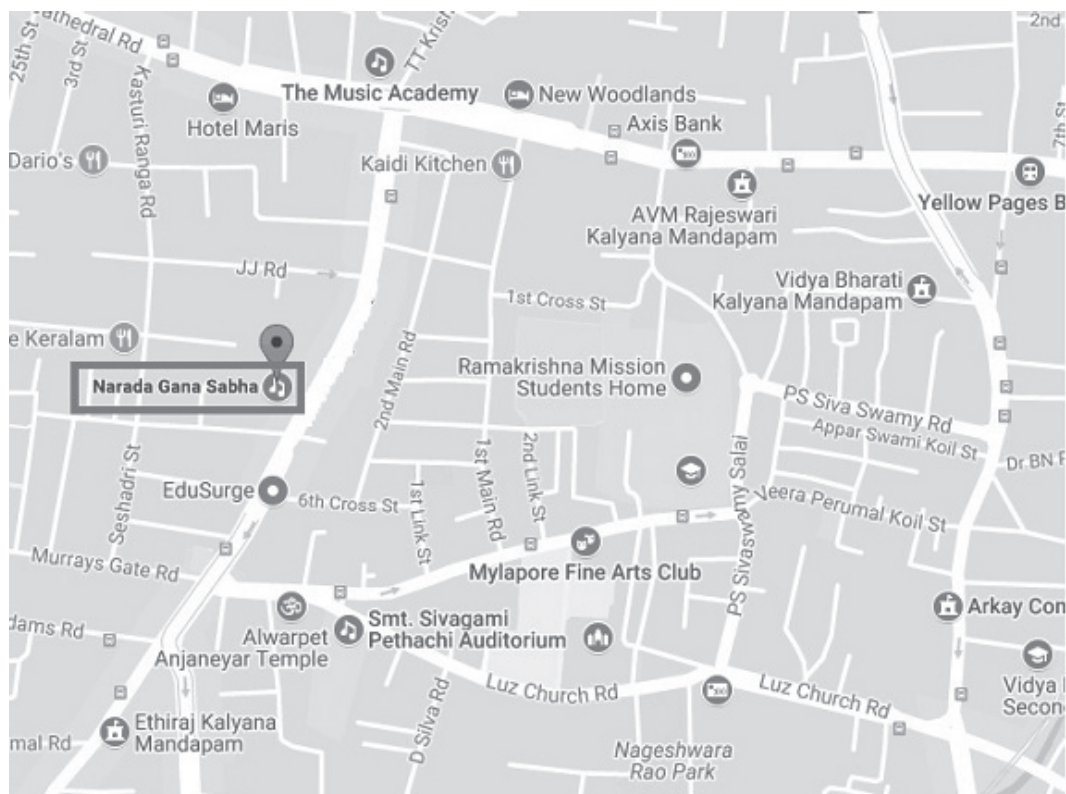 2nd
Cathedral Rd
25th St
3rd St
Kasturi Ranga Rd
TT Krish
The Music Academy
New Woodlands
7th St
Hotel Maris
Axis Bank
Dario's
Kaidi Kitchen
Yellow Pages B
AVM Rajeswari
Kalyana Mandapam
JJ Rd
Vidya Bharati
Kalyana Mandapam
1st Cross St
e Keralam
2nd Main Rd
Ramakrishna Mission
Students Home
Narada Gana Sabha
PS Siva Swamy Rd
Appar Swami Koil St
Dr BN R
Seshadri St
1st Main Rd
2nd Link St
EduSurge
6th Cross St
1st Link St
PS Sivaswamy Salai
Veera Perumal Koil St
Murrays Gate Rd
Mylapore Fine Arts Club
dams Rd
Alwarpet
Anjaneyar Temple
Smt. Sivagami
Pethachi Auditorium
Arkay Con
Luz Church Rd
Luz Church Rd
D Silva Rd
Vidya
Secon
Ethiraj Kalyana
Mandapam
mal Rd
Nageshwara
Rao Park